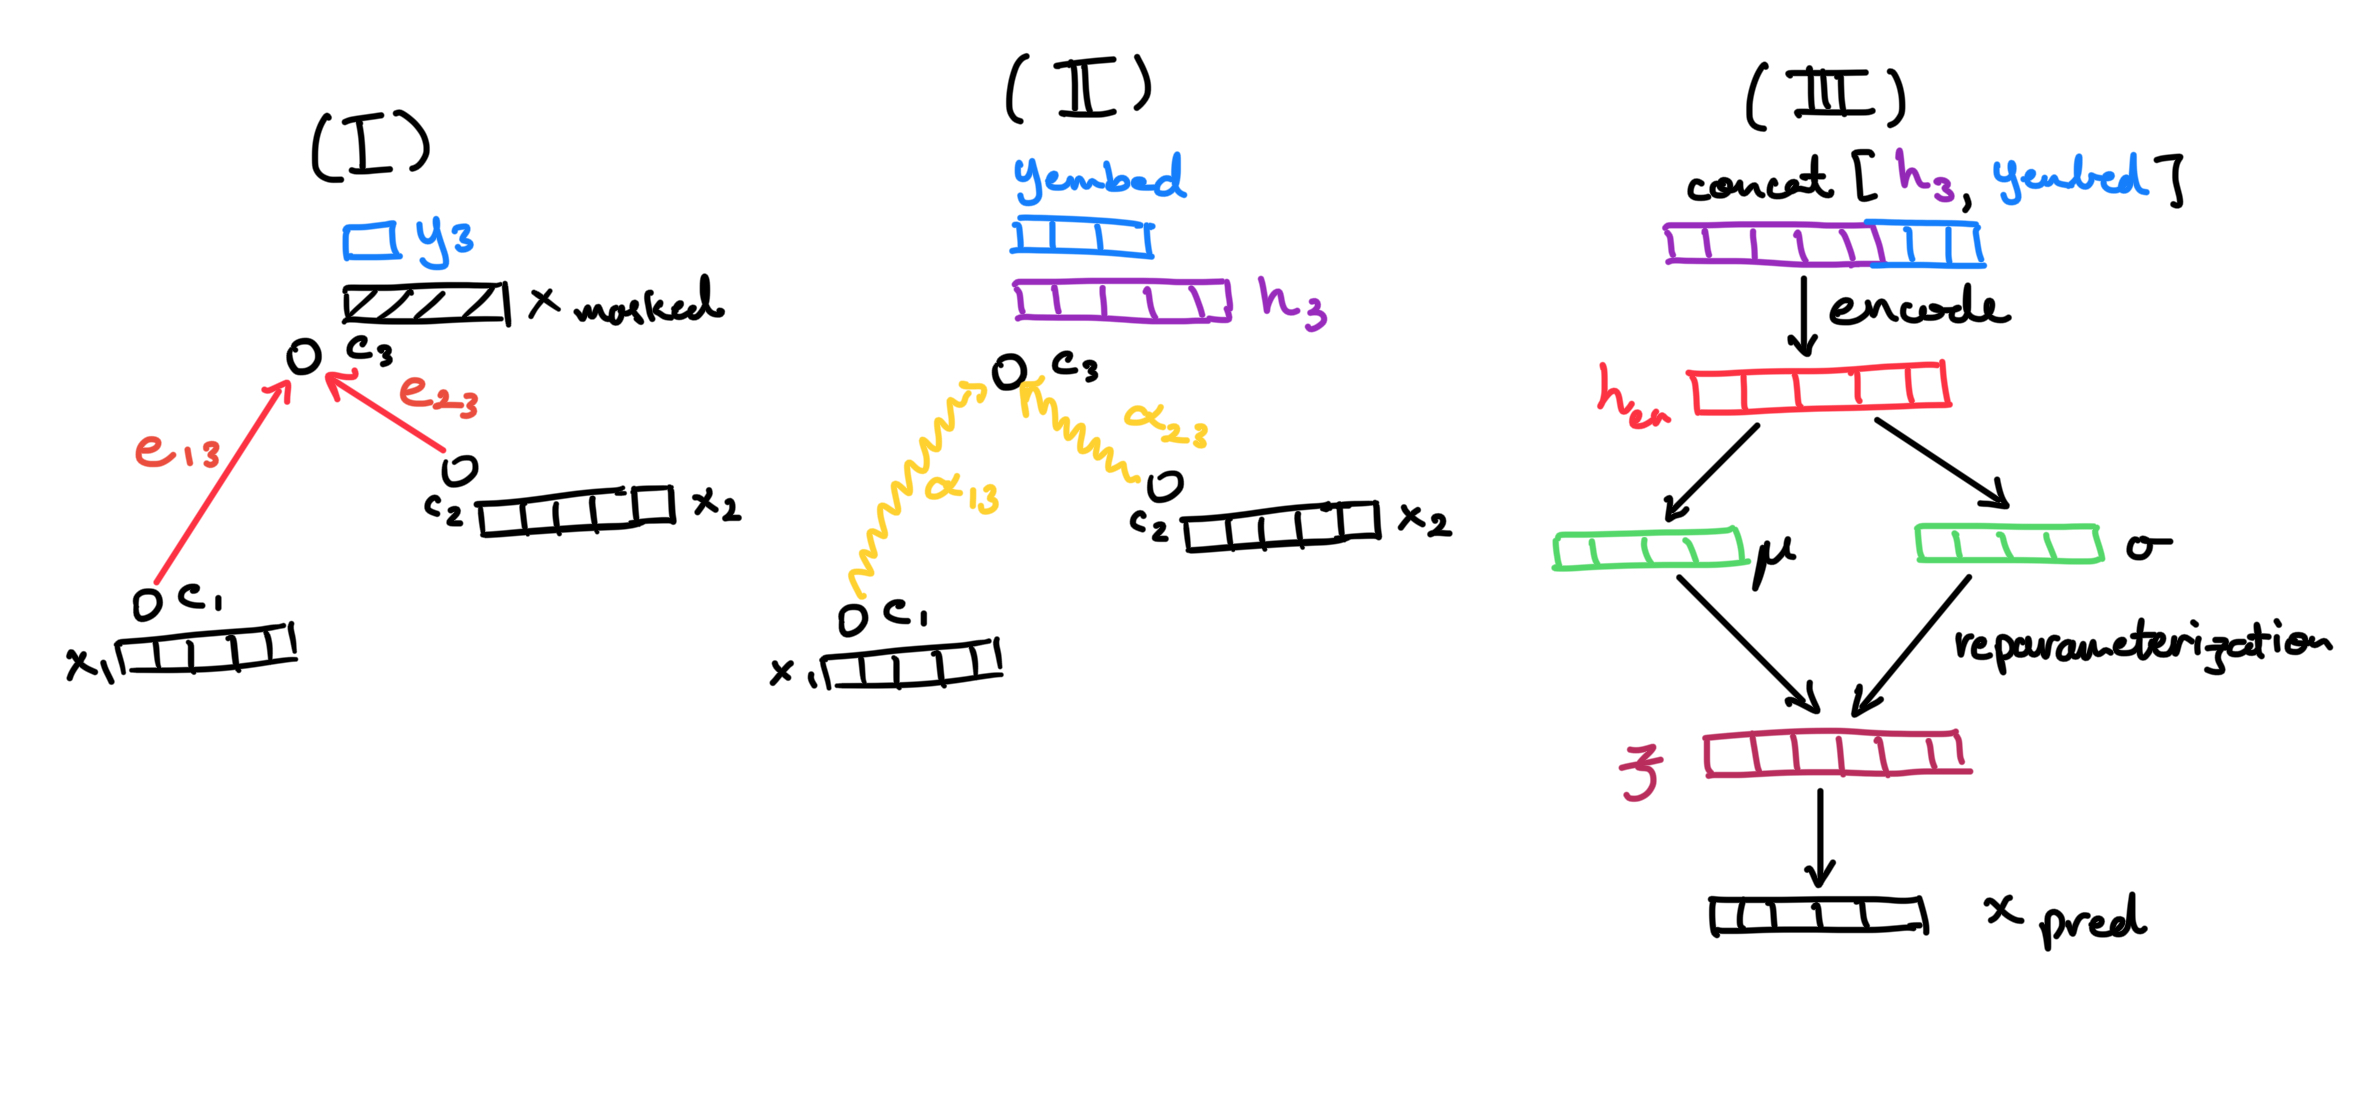 (I)
y3
x masked
c3
e23
e13
c2
x2
c1
x1
(II)
yembed
h3
c3
α23
α13
c2
x2
c1
x1
(III)
concat [h3, yembed]
encode
hen
μ
σ
reparameterization
z
x pred